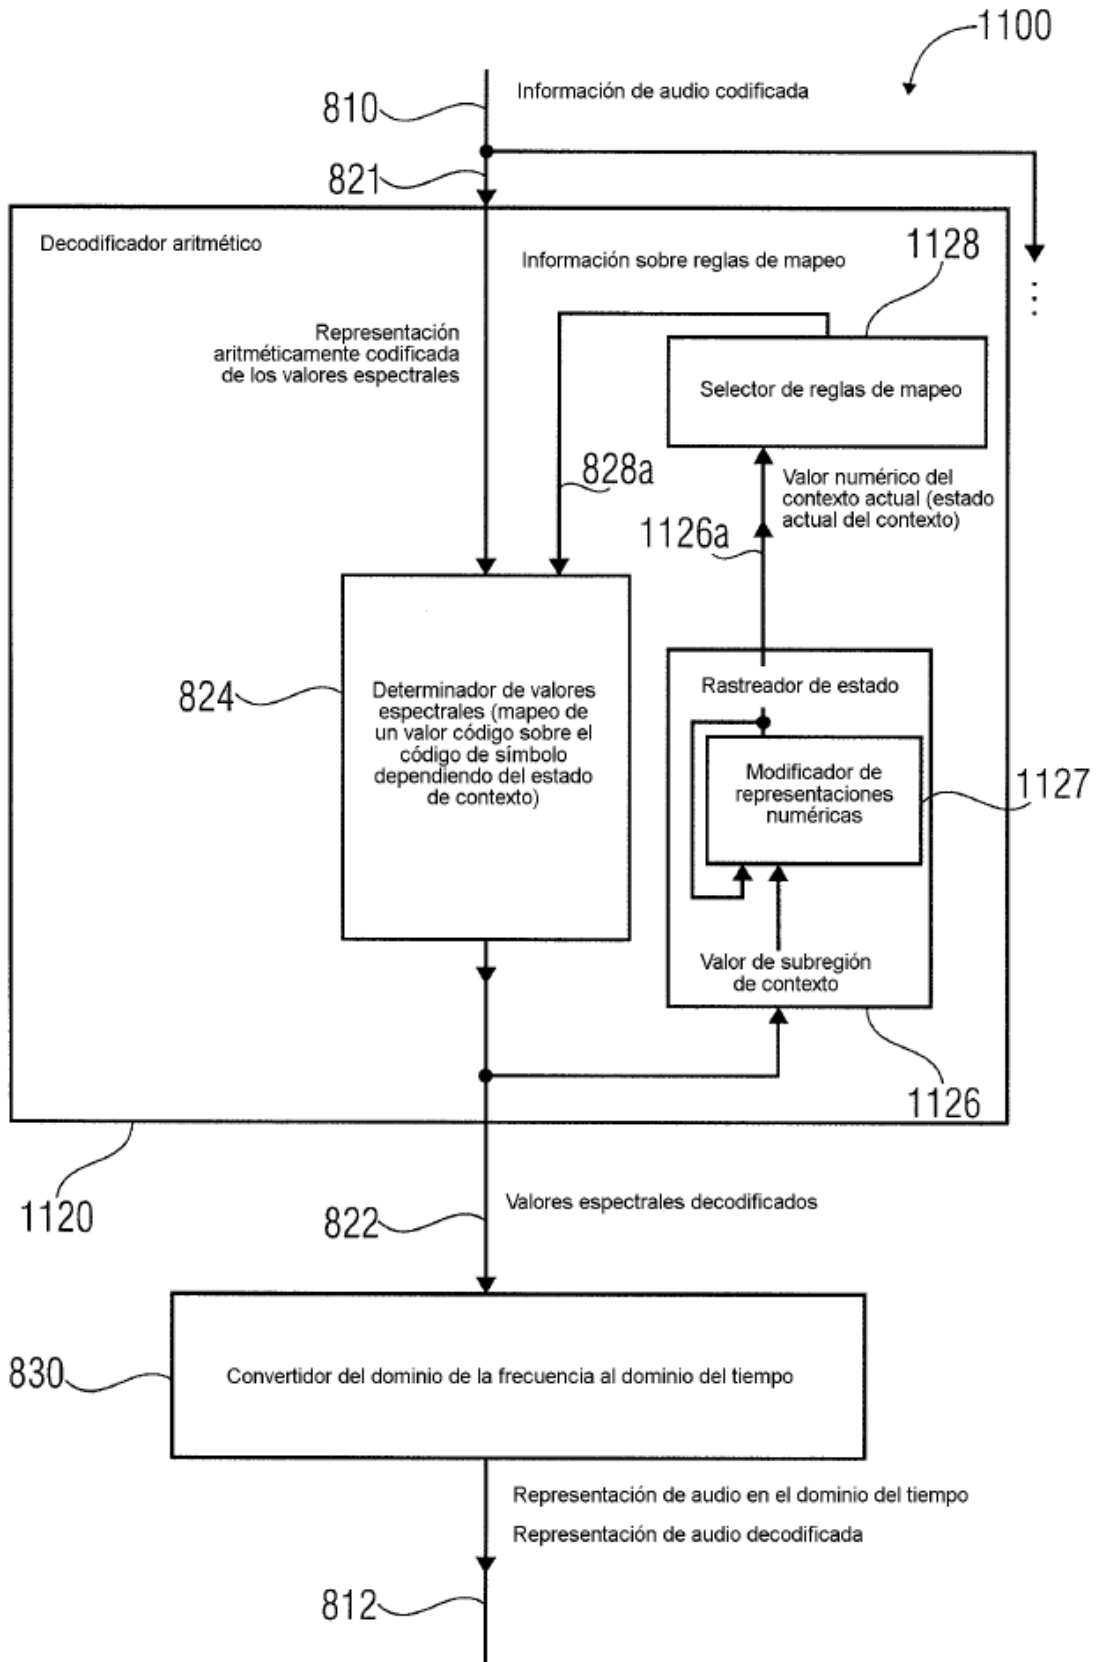 1100
Información de audio codificada
810
821
Decodificador aritmético
1128
Información sobre reglas de mapeo
...
Representación
aritméticamente codificada
de los valores espectrales
Selector de reglas de mapeo
828a
Valor numérico del
contexto actual (estado
actual del contexto)
1126a
824
Determinador de valores
espectrales (mapeo de
un valor código sobre el
código de símbolo
dependiendo del estado
de contexto)
Rastreador de estado
Modificador de
representaciones
numéricas
1127
Valor de subregión
de contexto
1126
1120
822
Valores espectrales decodificados
830
Convertidor del dominio de la frecuencia al dominio del tiempo
Representación de audio en el dominio del tiempo
Representación de audio decodificada
812